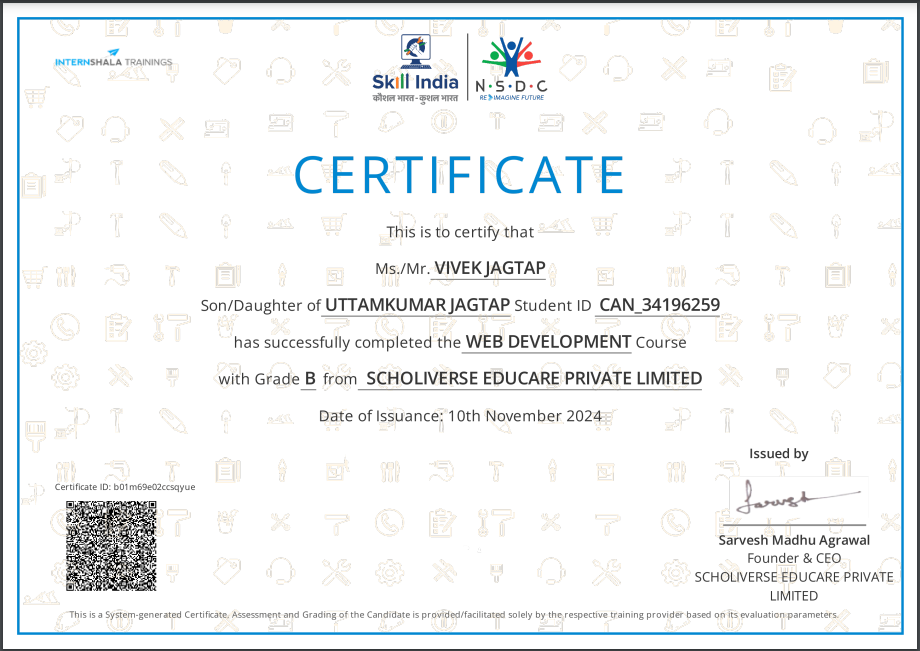 INTERNSHALA TRAININGS
Skill India
कौशल भारत - कुशल भारत
N·S·D·C
RE-IMAGINE FUTURE
CERTIFICATE
This is to certify that
Ms./Mr. VIVEK JAGTAP
Son/Daughter of UTTAMKUMAR JAGTAP Student ID CAN_34196259
has successfully completed the WEB DEVELOPMENT Course
with Grade B from SCHOLIVERSE EDUCARE PRIVATE LIMITED
Date of Issuance: 10th November 2024
Issued by
Certificate ID: b01m69e02ccsqyue
Sarvesh Madhu Agrawal
Founder & CEO
SCHOLIVERSE EDUCARE PRIVATE
LIMITED
This is a System-generated Certificate. Assessment and Grading of the Candidate is provided/facilitated solely by the respective training provider based on its evaluation parameters.